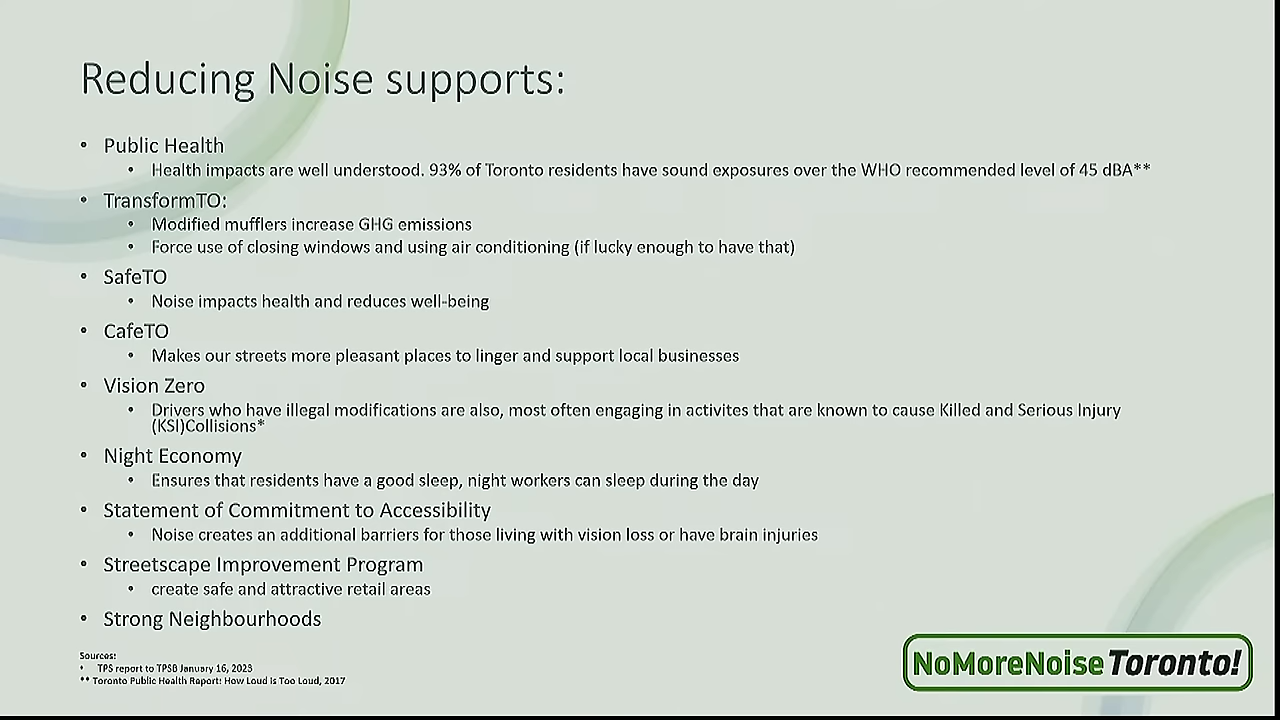 Reducing Noise supports:
• Public Health
• Health impacts are well understood. 93% of Toronto residents have sound exposures over the WHO recommended level of 45 dBA**
• TransformTO:
• Modified mufflers increase GHG emissions
• Force use of closing windows and using air conditioning (if lucky enough to have that)
• SafeTO
• Noise impacts health and reduces well-being
• CafeTO
• Makes our streets more pleasant places to linger and support local businesses
• Vision Zero
• Drivers who have illegal modifications are also, most often engaging in activites that are known to cause Killed and Serious Injury
(KSI)Collisions*
• Night Economy
• Ensures that residents have a good sleep, night workers can sleep during the day
• Statement of Commitment to Accessibility
• Noise creates an additional barriers for those living with vision loss or have brain injuries
• Streetscape Improvement Program
• create safe and attractive retail areas
• Strong Neighbourhoods
Sources:
* TPS report to TPSB January 16, 2023
** Toronto Public Health Report: How Loud is Too Loud, 2017
NoMoreNoiseToronto!